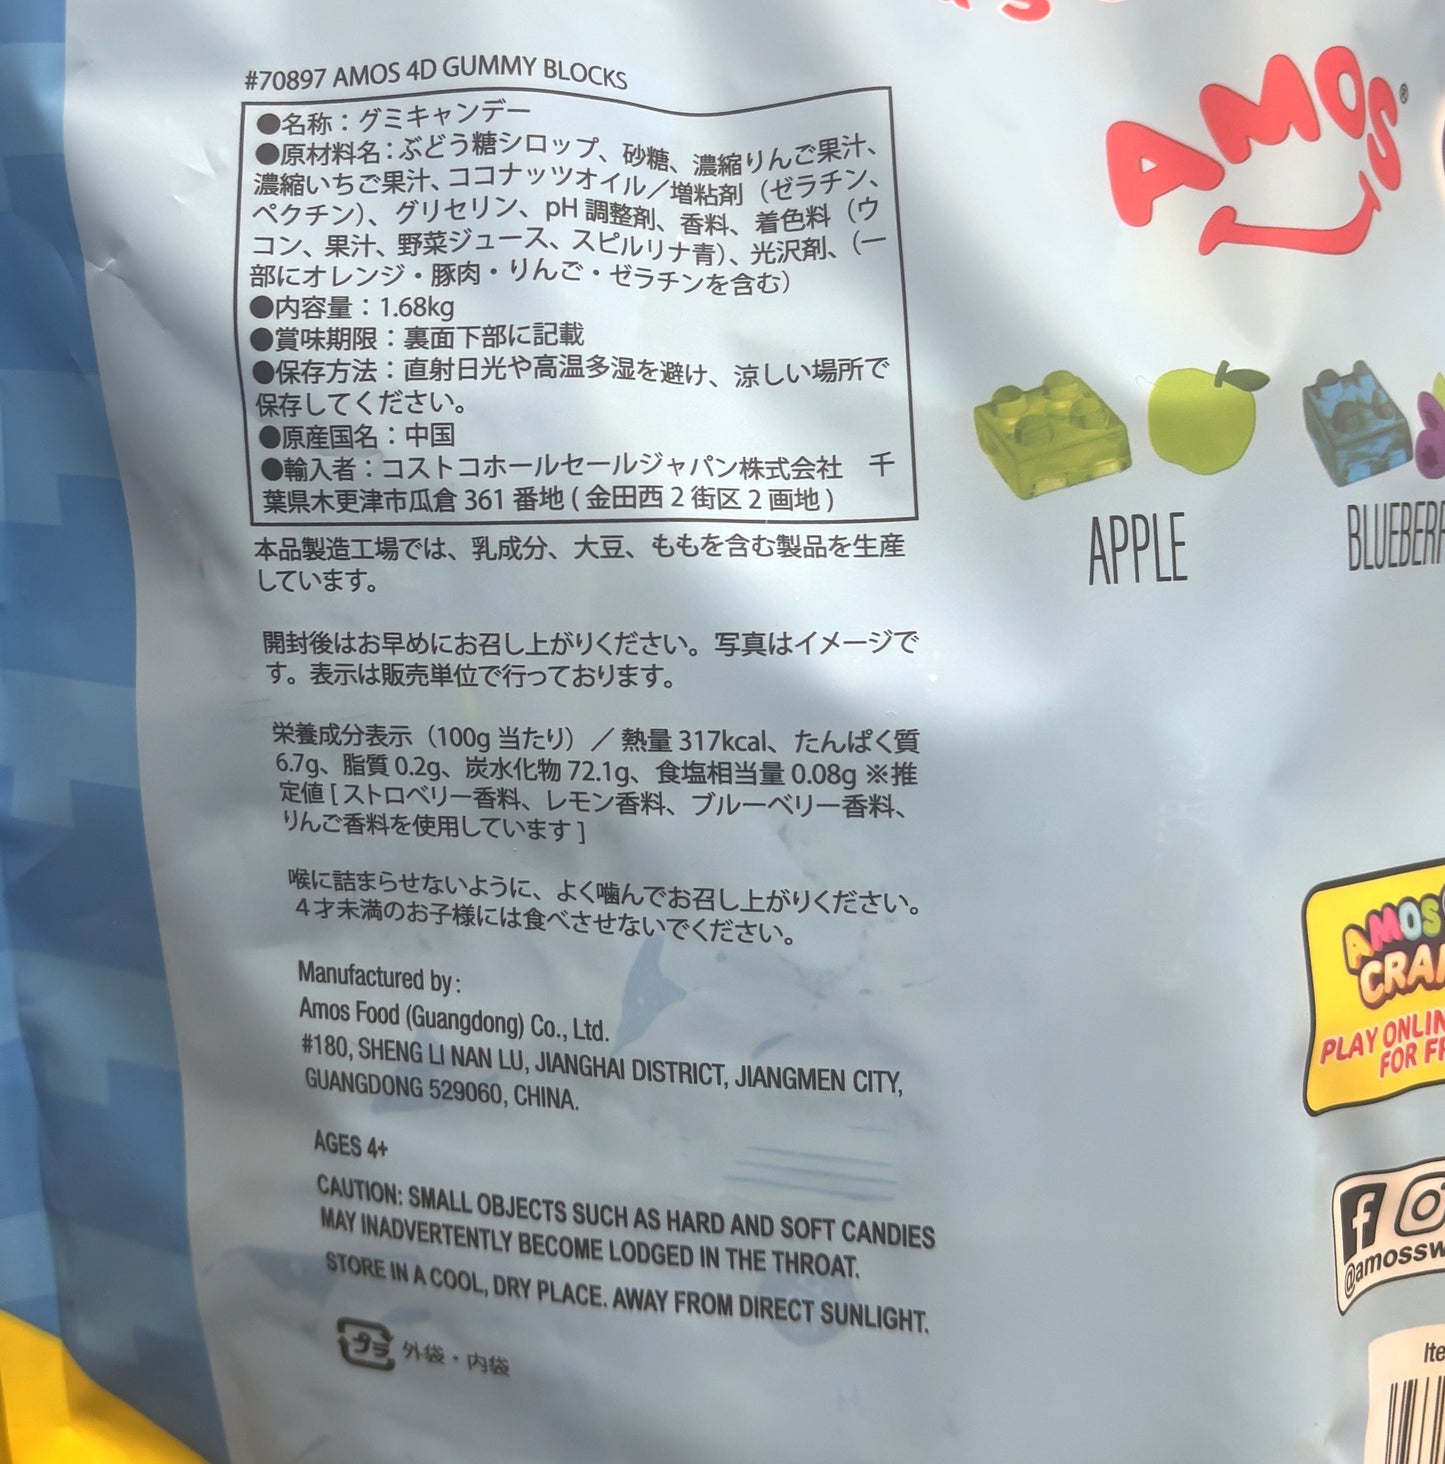 #70897 AMOS 4D GUMMY BLOCKS
●名称：グミキャンデー
●原材料名：ぶどう糖シロップ、砂糖、濃縮りんご果汁、
濃縮いちご果汁、ココナッツオイル／増粘剤（ゼラチン、
ペクチン）、グリセリン、pH 調整剤、香料、着色料（ウ
コン、果汁、野菜ジュース、スピルリナ青）、光沢剤、（一
部にオレンジ・豚肉・りんご・ゼラチンを含む）
●内容量：1.68kg
●賞味期限：裏面下部に記載
●保存方法：直射日光や高温多湿を避け、涼しい場所で
保存してください。
●原産国名：中国
●輸入者：コストコホールセールジャパン株式会社　千
葉県木更津市瓜倉 361 番地 ( 金田西 2 街区 2 画地 )
本品製造工場では、乳成分、大豆、ももを含む製品を生産
しています。
開封後はお早めにお召し上がりください。写真はイメージで
す。表示は販売単位で行っております。
栄養成分表示（100g 当たり）／ 熱量 317kcal、たんぱく質
6.7g、脂質 0.2g、炭水化物 72.1g、食塩相当量 0.08g ※推
定値 [ ストロベリー香料、レモン香料、ブルーベリー香料、
りんご香料を使用しています ]
喉に詰まらせないように、よく噛んでお召し上がりください。
４才未満のお子様には食べさせないでください。
Manufactured by :
Amos Food (Guangdong) Co., Ltd.
#180, SHENG LI NAN LU, JIANGHAI DISTRICT, JIANGMEN CITY,
GUANGDONG 529060, CHINA.
AGES 4+
CAUTION: SMALL OBJECTS SUCH AS HARD AND SOFT CANDIES
MAY INADVERTENTLY BECOME LODGED IN THE THROAT.
STORE IN A COOL, DRY PLACE. AWAY FROM DIRECT SUNLIGHT.
プラ 外袋・内袋
AMOS®
APPLE
AMOS
PLAY
FOR